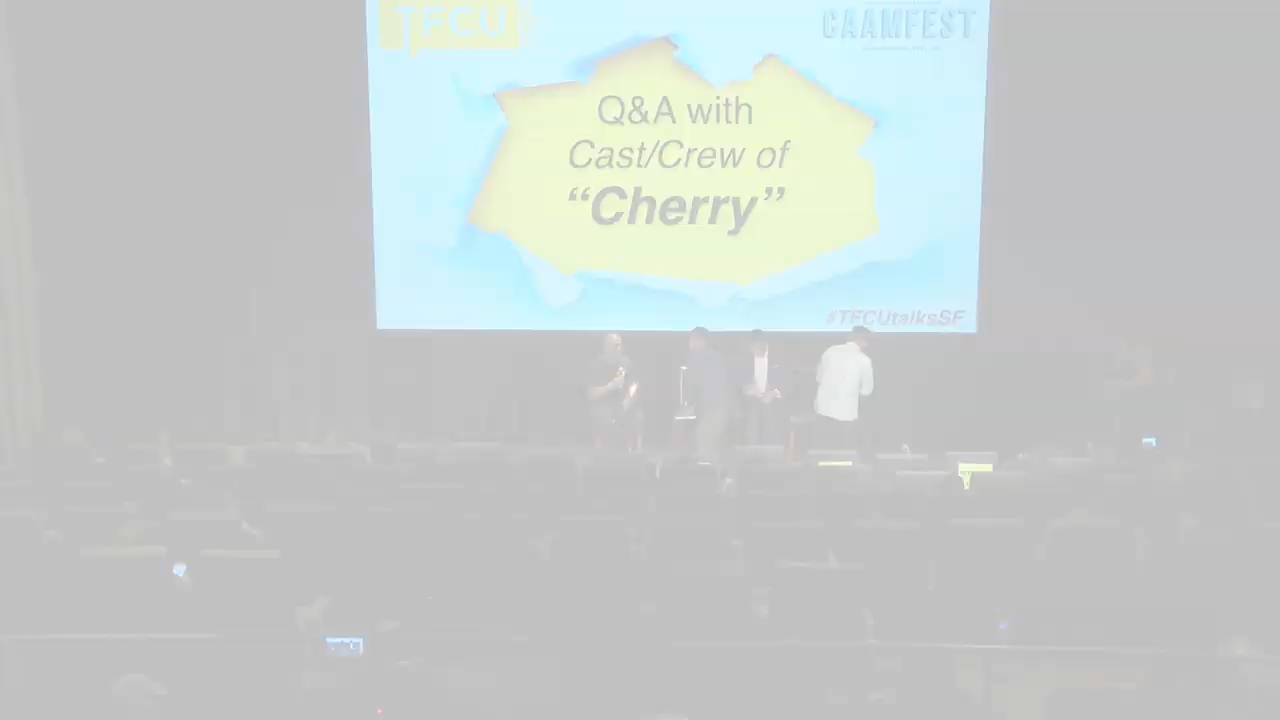 TFCU
CAAMFEST
Q&A with
Cast/Crew of
“Cherry”
#TFCUtalksSF